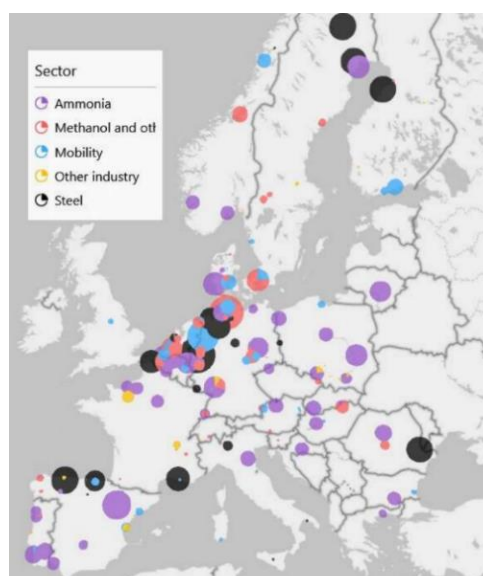 Sector
Ammonia
Methanol and oth
Mobility
Other industry
Steel